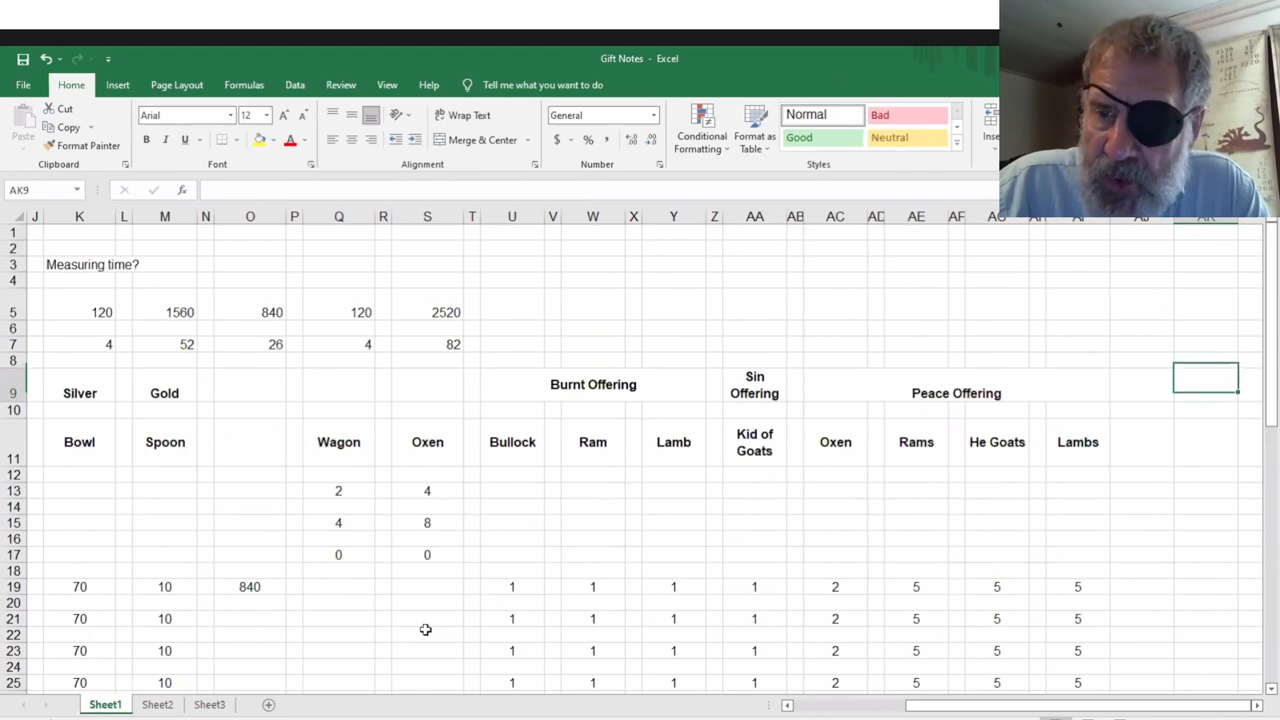 Gift Notes - Excel
File Home Insert Page Layout Formulas Data Review View Help Tell me what you want to do
Cut
Copy
Format Painter
Paste
Clipboard
Arial 12
B I U
Font
Wrap Text
Merge & Center
Alignment
General
$ %
Number
Conditional Formatting
Format as Table
Normal Bad
Good Neutral
Styles
AK9
fx
J K L M N O P Q R S T U V W X Y Z AA AB AC AD AE AF
1
2
3 Measuring time?
4
5 120 1560 840 120 2520
6
7 4 52 26 4 82
8
9 Silver Gold Burnt Offering Sin Offering Peace Offering
10
11 Bowl Spoon Wagon Oxen Bullock Ram Lamb Kid of Goats Oxen Rams He Goats Lambs
12
13 2 4
14
15 4 8
16
17 0 0
18
19 70 10 840 1 1 1 1 2 5 5 5
20
21 70 10 1 1 1 1 2 5 5 5
22
23 70 10 1 1 1 1 2 5 5 5
24
25 70 10 1 1 1 1 2 5 5 5
Sheet1 Sheet2 Sheet3